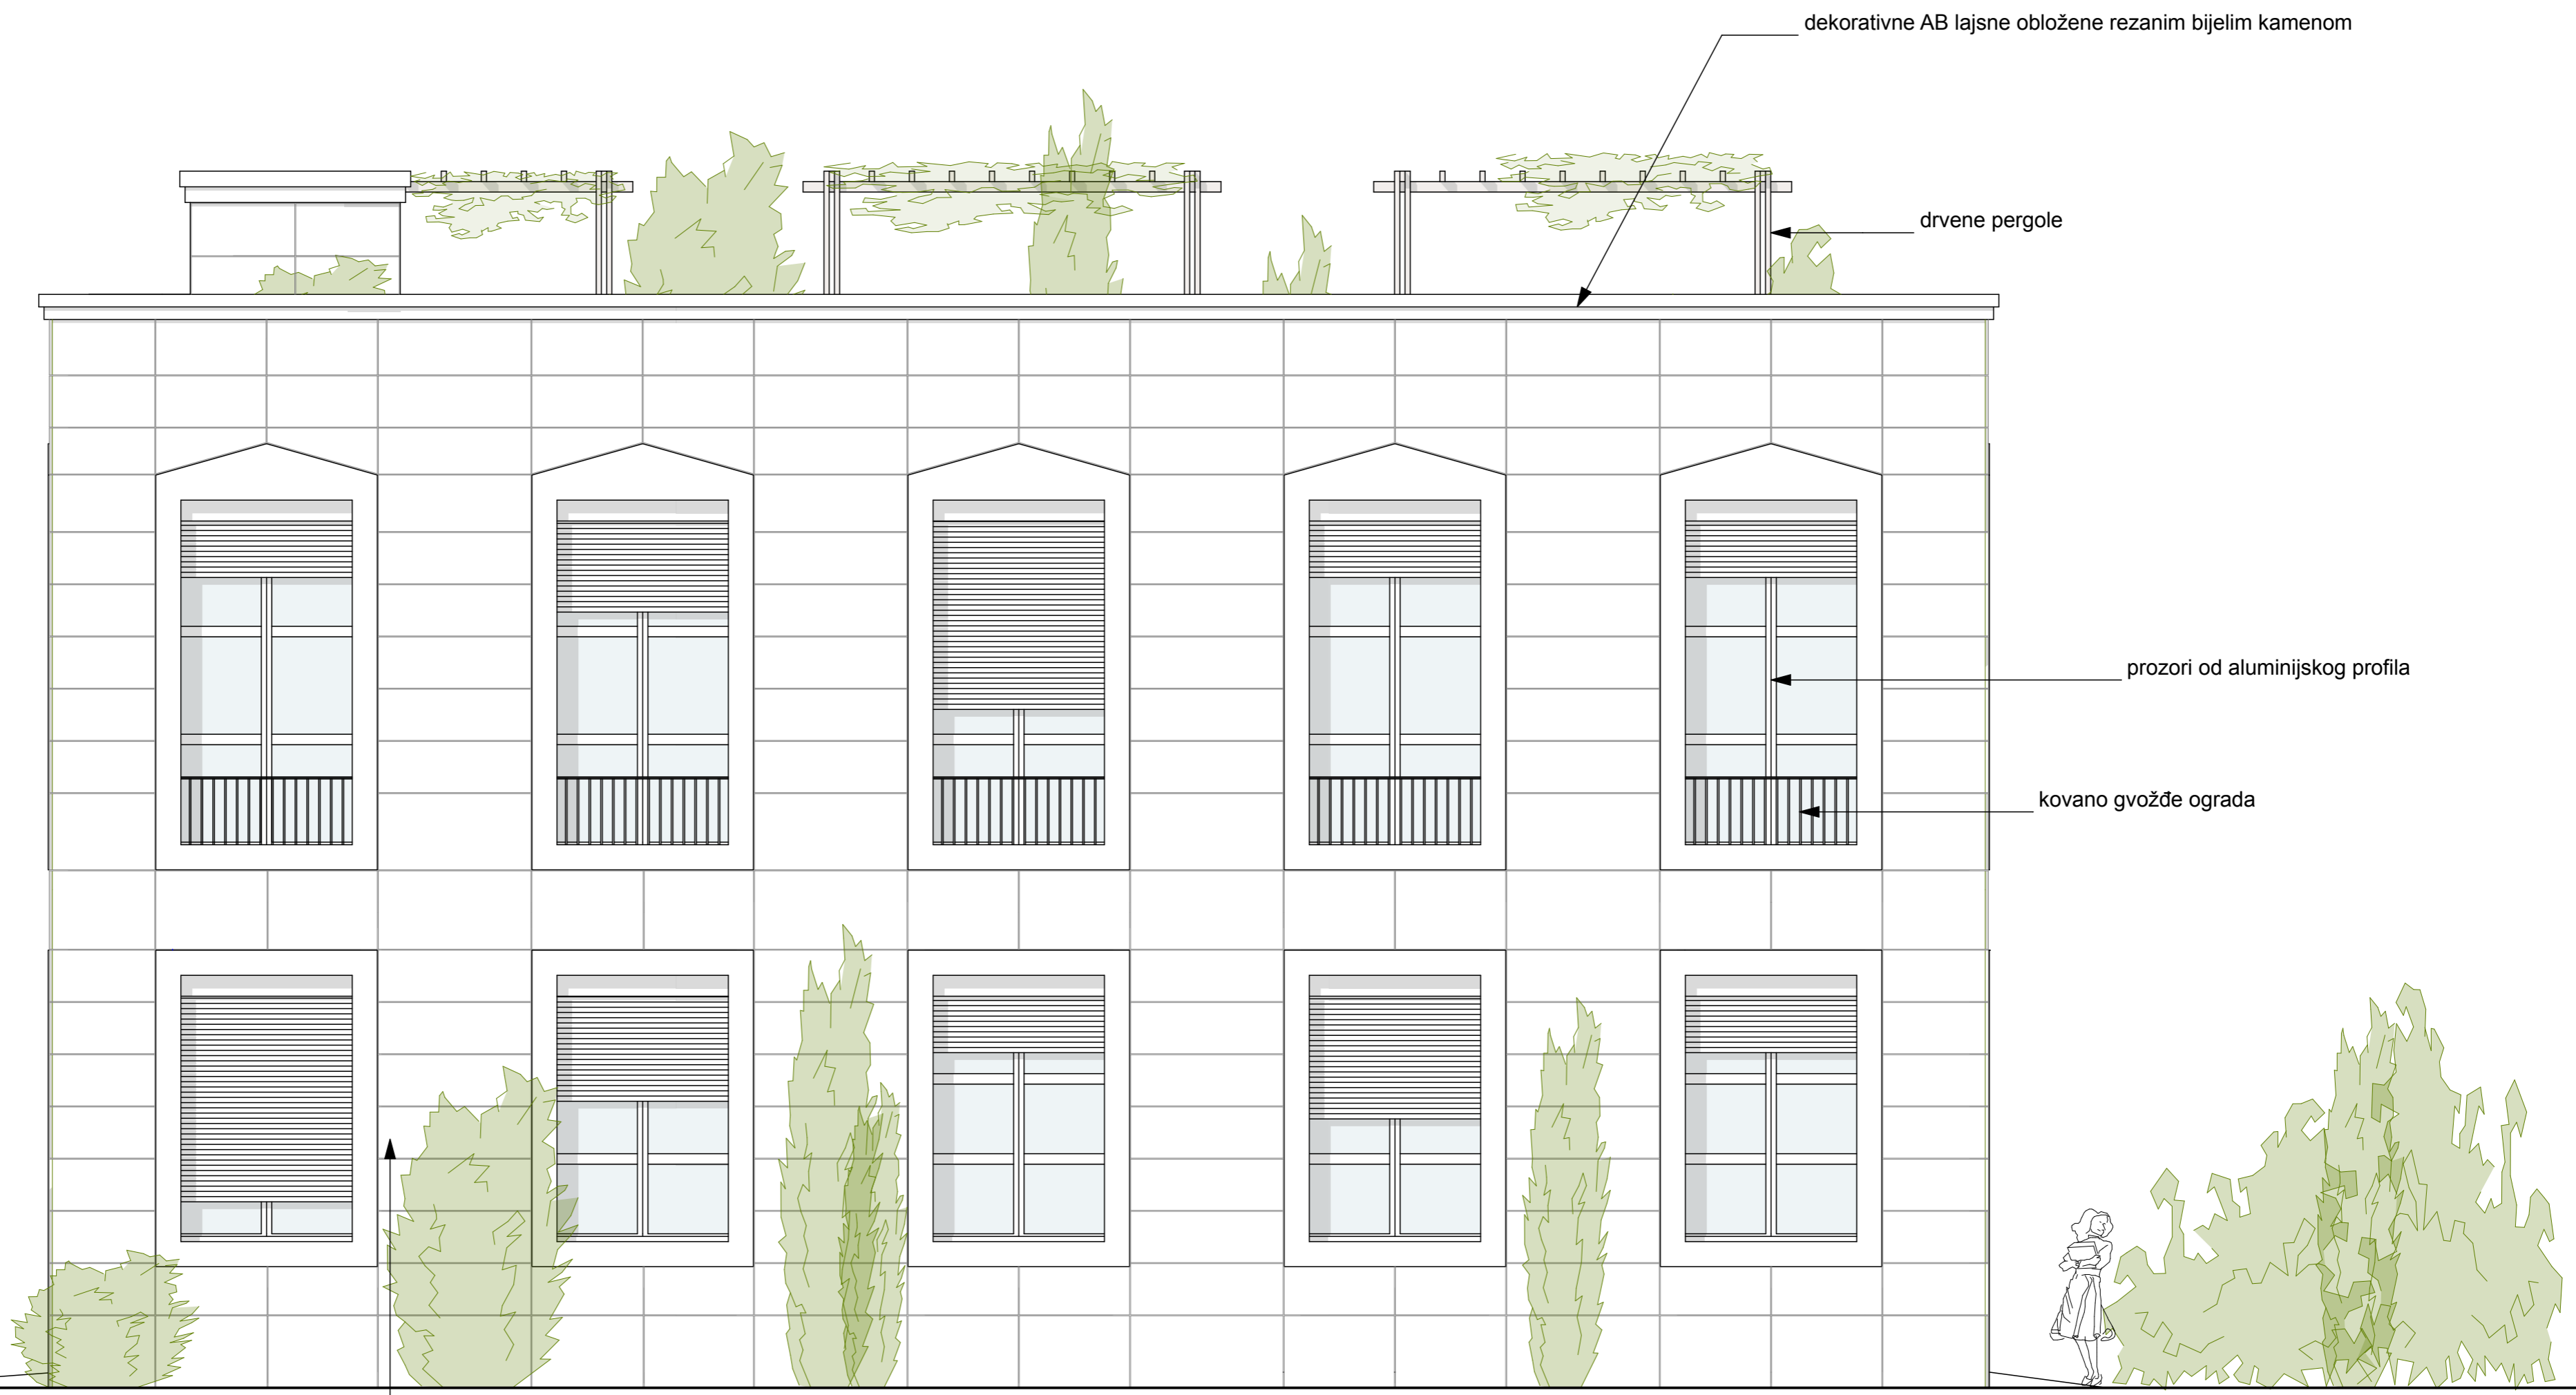 dekorativne AB lajsne obložene rezanim bijelim kamenom
drvene pergole
prozori od aluminijskog profila
kovano gvožđe ograda